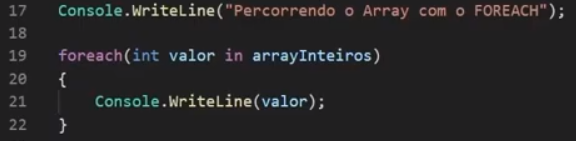 17 Console.WriteLine("Percorrendo o Array com o FOREACH");
18
19 foreach(int valor in arrayInteiros)
20 {
21 Console.WriteLine(valor);
22 }